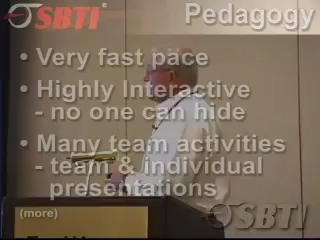 SBTI
Pedagogy
• Very fast pace
• Highly Interactive
- no one can hide
• Many team activities
- team & individual
presentations
(more)
SBTI